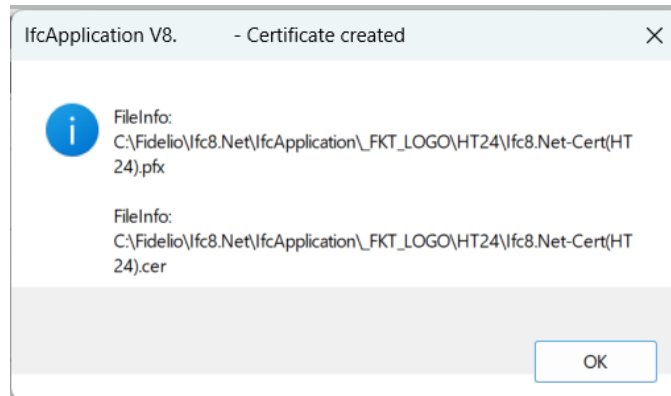 IfcApplication V8. - Certificate created
FileInfo:
C:\Fidelio\Ifc8.Net\IfcApplication\_FKT_LOGO\HT24\Ifc8.Net-Cert(HT
24).pfx
FileInfo:
C:\Fidelio\Ifc8.Net\IfcApplication\_FKT_LOGO\HT24\Ifc8.Net-Cert(HT
24).cer
OK